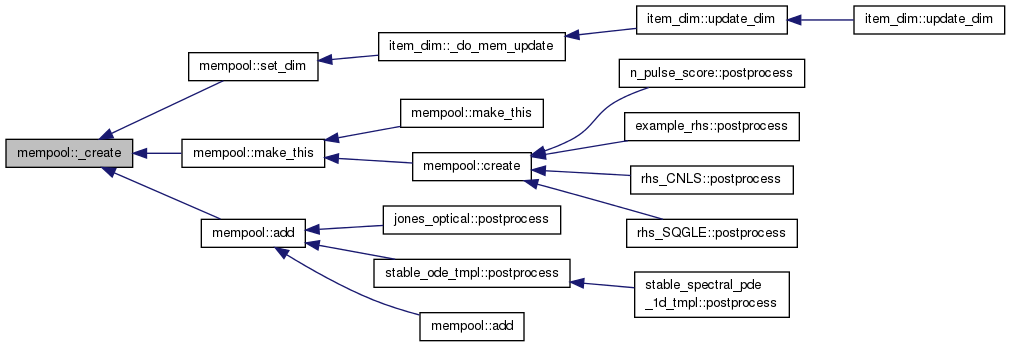 item_dim::update_dim
item_dim::update_dim
item_dim::_do_mem_update
mempool::set_dim
n_pulse_score::postprocess
mempool::make_this
example_rhs::postprocess
mempool::_create
mempool::make_this
mempool::create
rhs_CNLS::postprocess
jones_optical::postprocess
mempool::add
rhs_SQGLE::postprocess
stable_ode_tmpl::postprocess
stable_spectral_pde
_1d_tmpl::postprocess
mempool::add